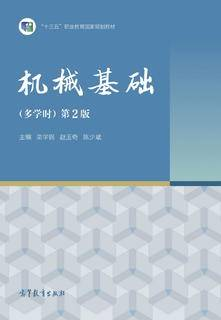 "十三五"职业教育国家规划教材
机械基础
(多学时) 第2版
主编 栾学钢 赵玉奇 陈少斌
高等教育出版社